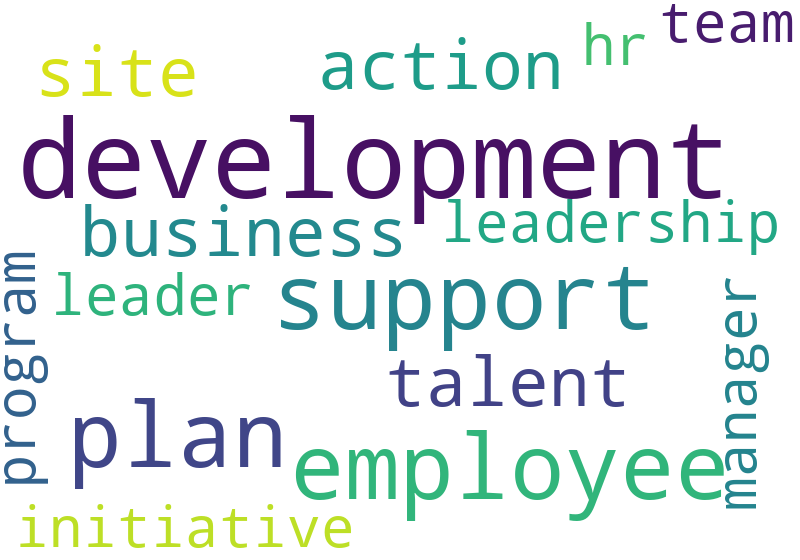 team
hr
action
site
development
leadership
business
program
leader
support
manager
talent
plan
employee
initiative